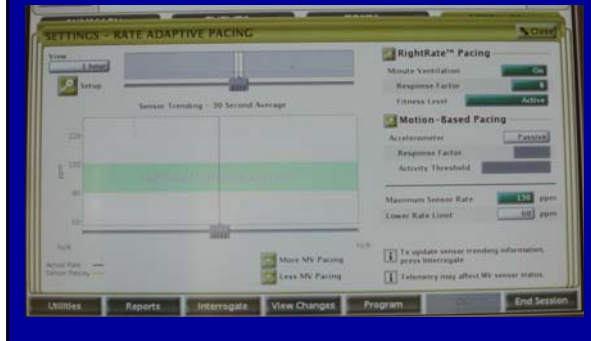 SETTINGS - RATE ADAPTIVE PACING
Close
View
1 hour
Setup
Sensor Trending - 30 Second Average
120
100
80
60
ppm
hh:mm
Actual Rate
Sensor Replay
More MV Pacing
Less MV Pacing
RightRate™ Pacing
Minute Ventilation On
Response Factor 8
Fitness Level Active
Motion-Based Pacing
Accelerometer Passive
Response Factor
Activity Threshold
Maximum Sensor Rate 130 ppm
Lower Rate Limit 60 ppm
To update sensor trending information,
press Interrogate
Telemetry may affect MV sensor status.
Utilities
Reports
Interrogate
View Changes
Program
End Session